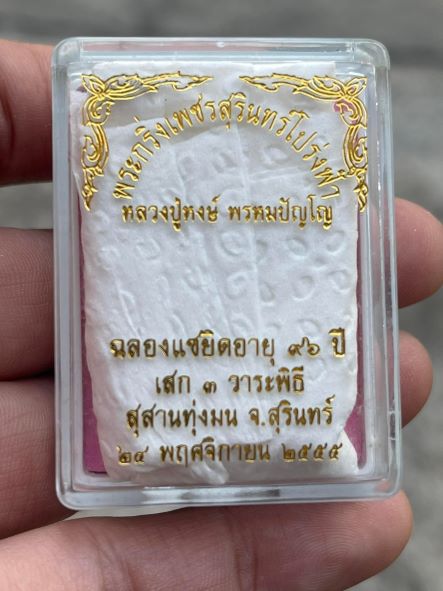 พระกริ่งเพชรสุรินทร์โปร่งฟ้า
หลวงปู่หงษ์ พรหมปัญโญ
ฉลองแซยิดอายุ ๙๖ ปี
เสก ๓ วาระพิธี
สุสานทุ่งมน จ.สุรินทร์
๒๔ พฤศจิกายน ๒๕๕๕